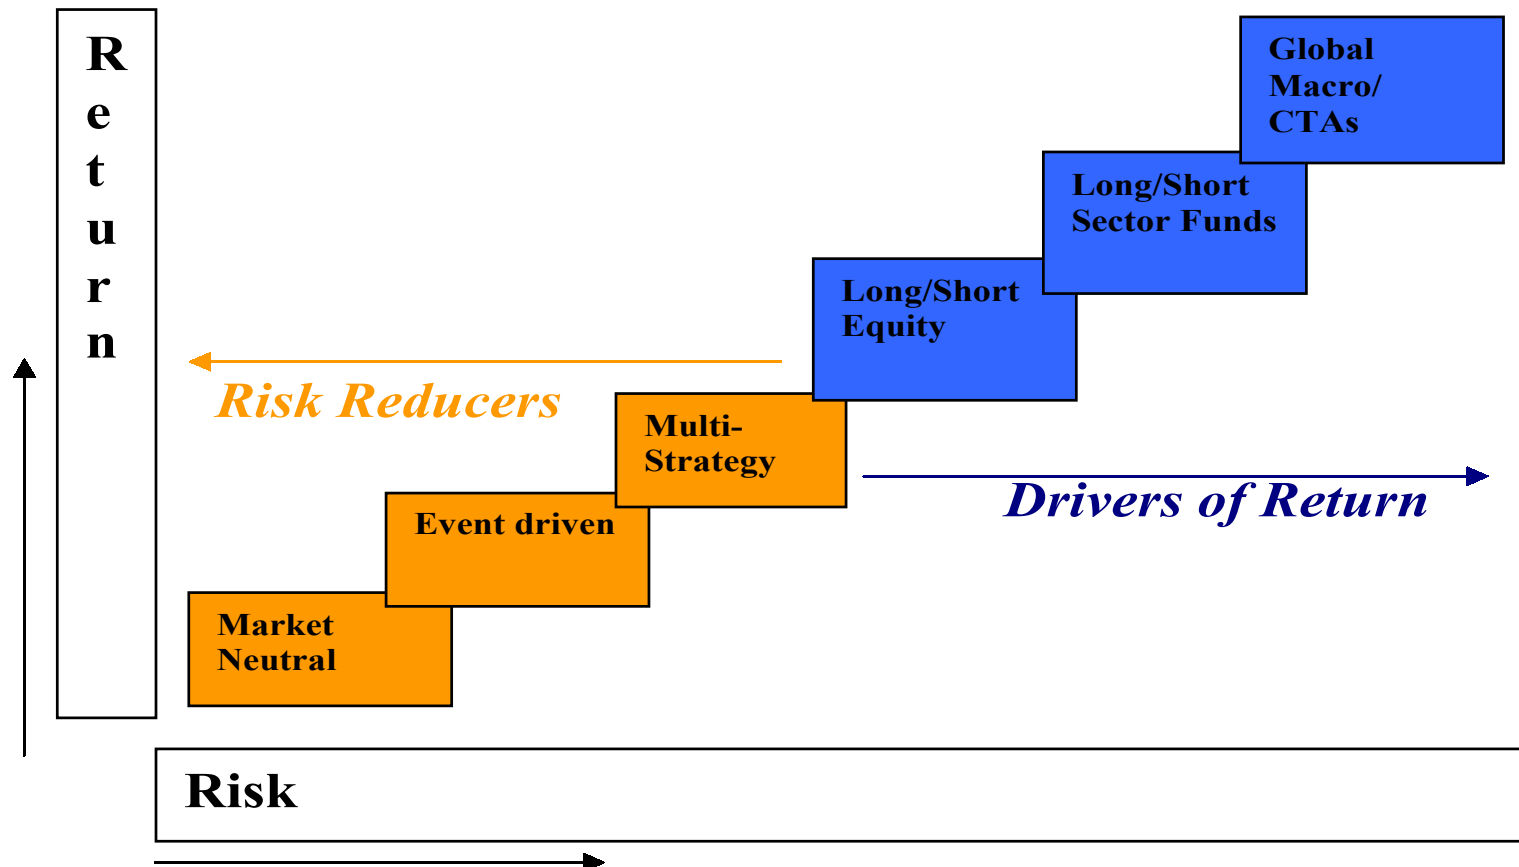 Return
Global
Macro/
CTAs
Long/Short
Sector Funds
Long/Short
Equity
Risk Reducers
Multi-
Strategy
Drivers of Return
Event driven
Market
Neutral
Risk